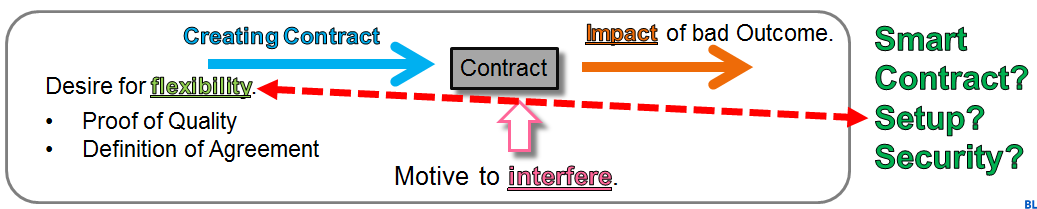 Creating Contract
Impact of bad Outcome.
Contract
Desire for flexibility.
• Proof of Quality
• Definition of Agreement
Motive to interfere.
Smart
Contract?
Setup?
Security?
BL